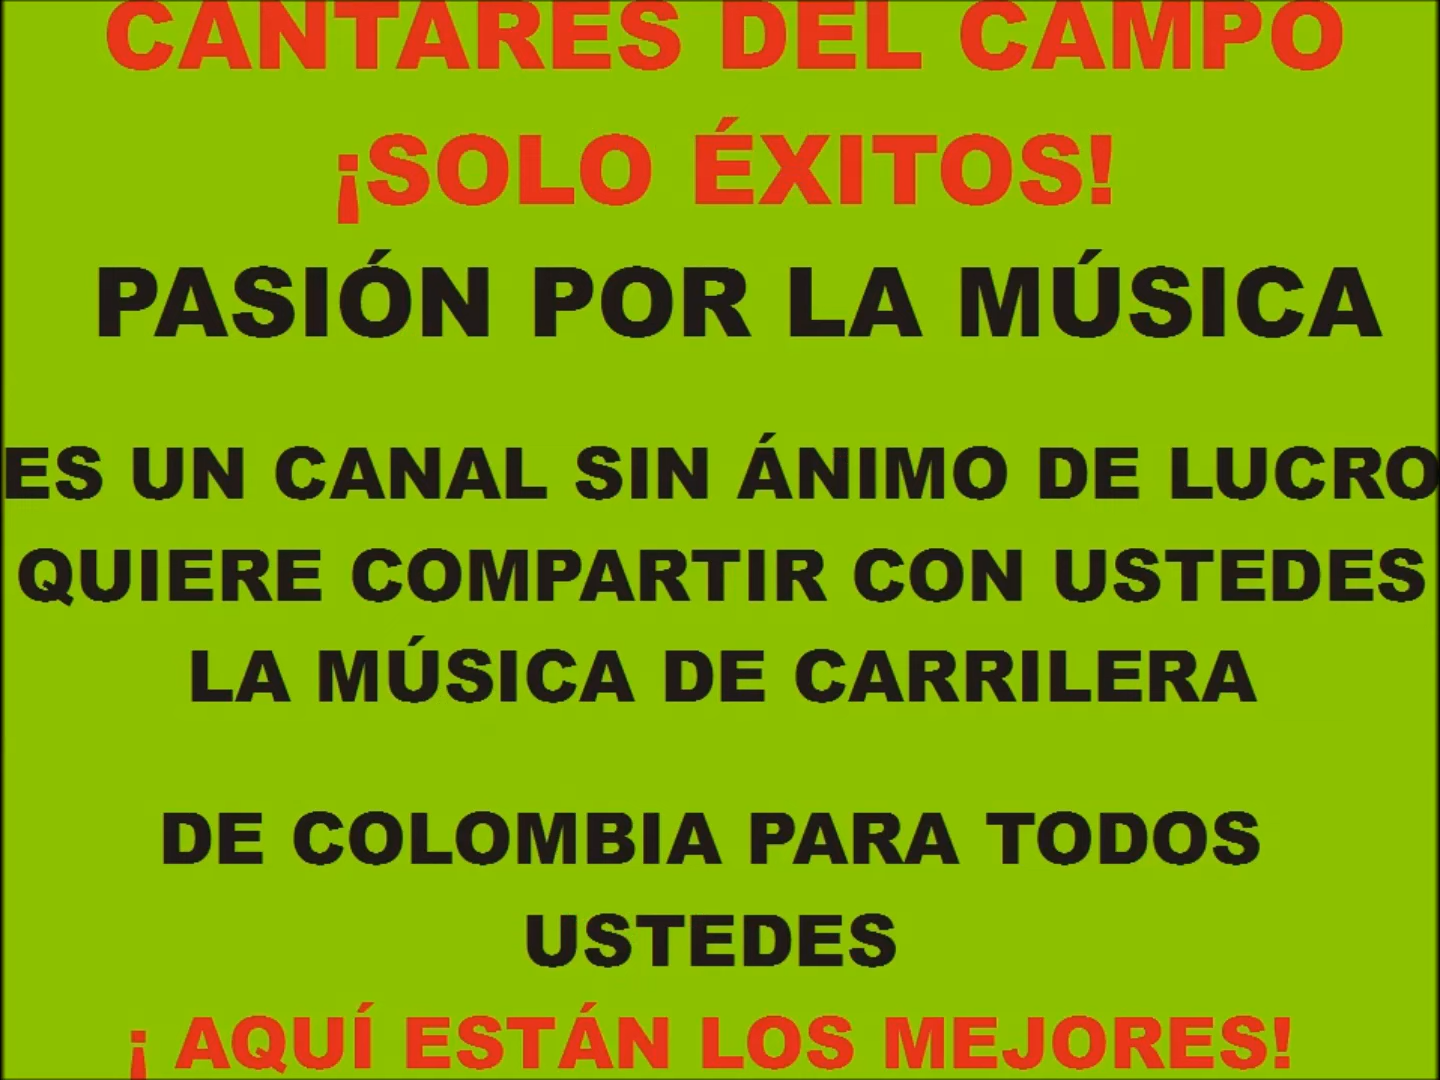 CANTARES DEL CAMPO
¡SOLO ÉXITOS!
PASIÓN POR LA MÚSICA
ES UN CANAL SIN ÁNIMO DE LUCRO
QUIERE COMPARTIR CON USTEDES
LA MÚSICA DE CARRILERA
DE COLOMBIA PARA TODOS
USTEDES
¡ AQUÍ ESTÁN LOS MEJORES!